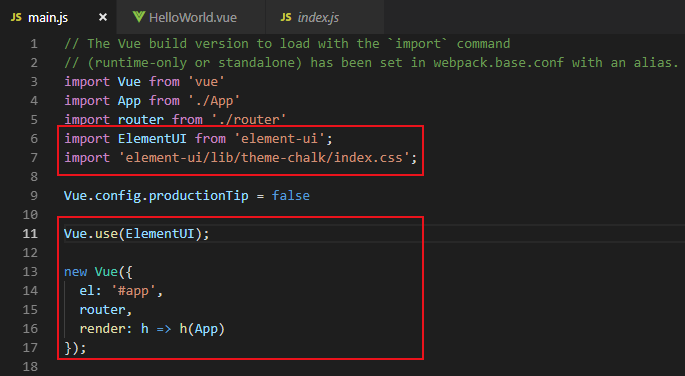 JS main.js × HelloWorld.vue JS index.js
1 // The Vue build version to load with the `import` command
2 // (runtime-only or standalone) has been set in webpack.base.conf with an alias.
3 import Vue from 'vue'
4 import App from './App'
5 import router from './router'
6 import ElementUI from 'element-ui';
7 import 'element-ui/lib/theme-chalk/index.css';
8
9 Vue.config.productionTip = false
10
11 Vue.use(ElementUI);
12
13 new Vue({
14 el: '#app',
15 router,
16 render: h => h(App)
17 });
18